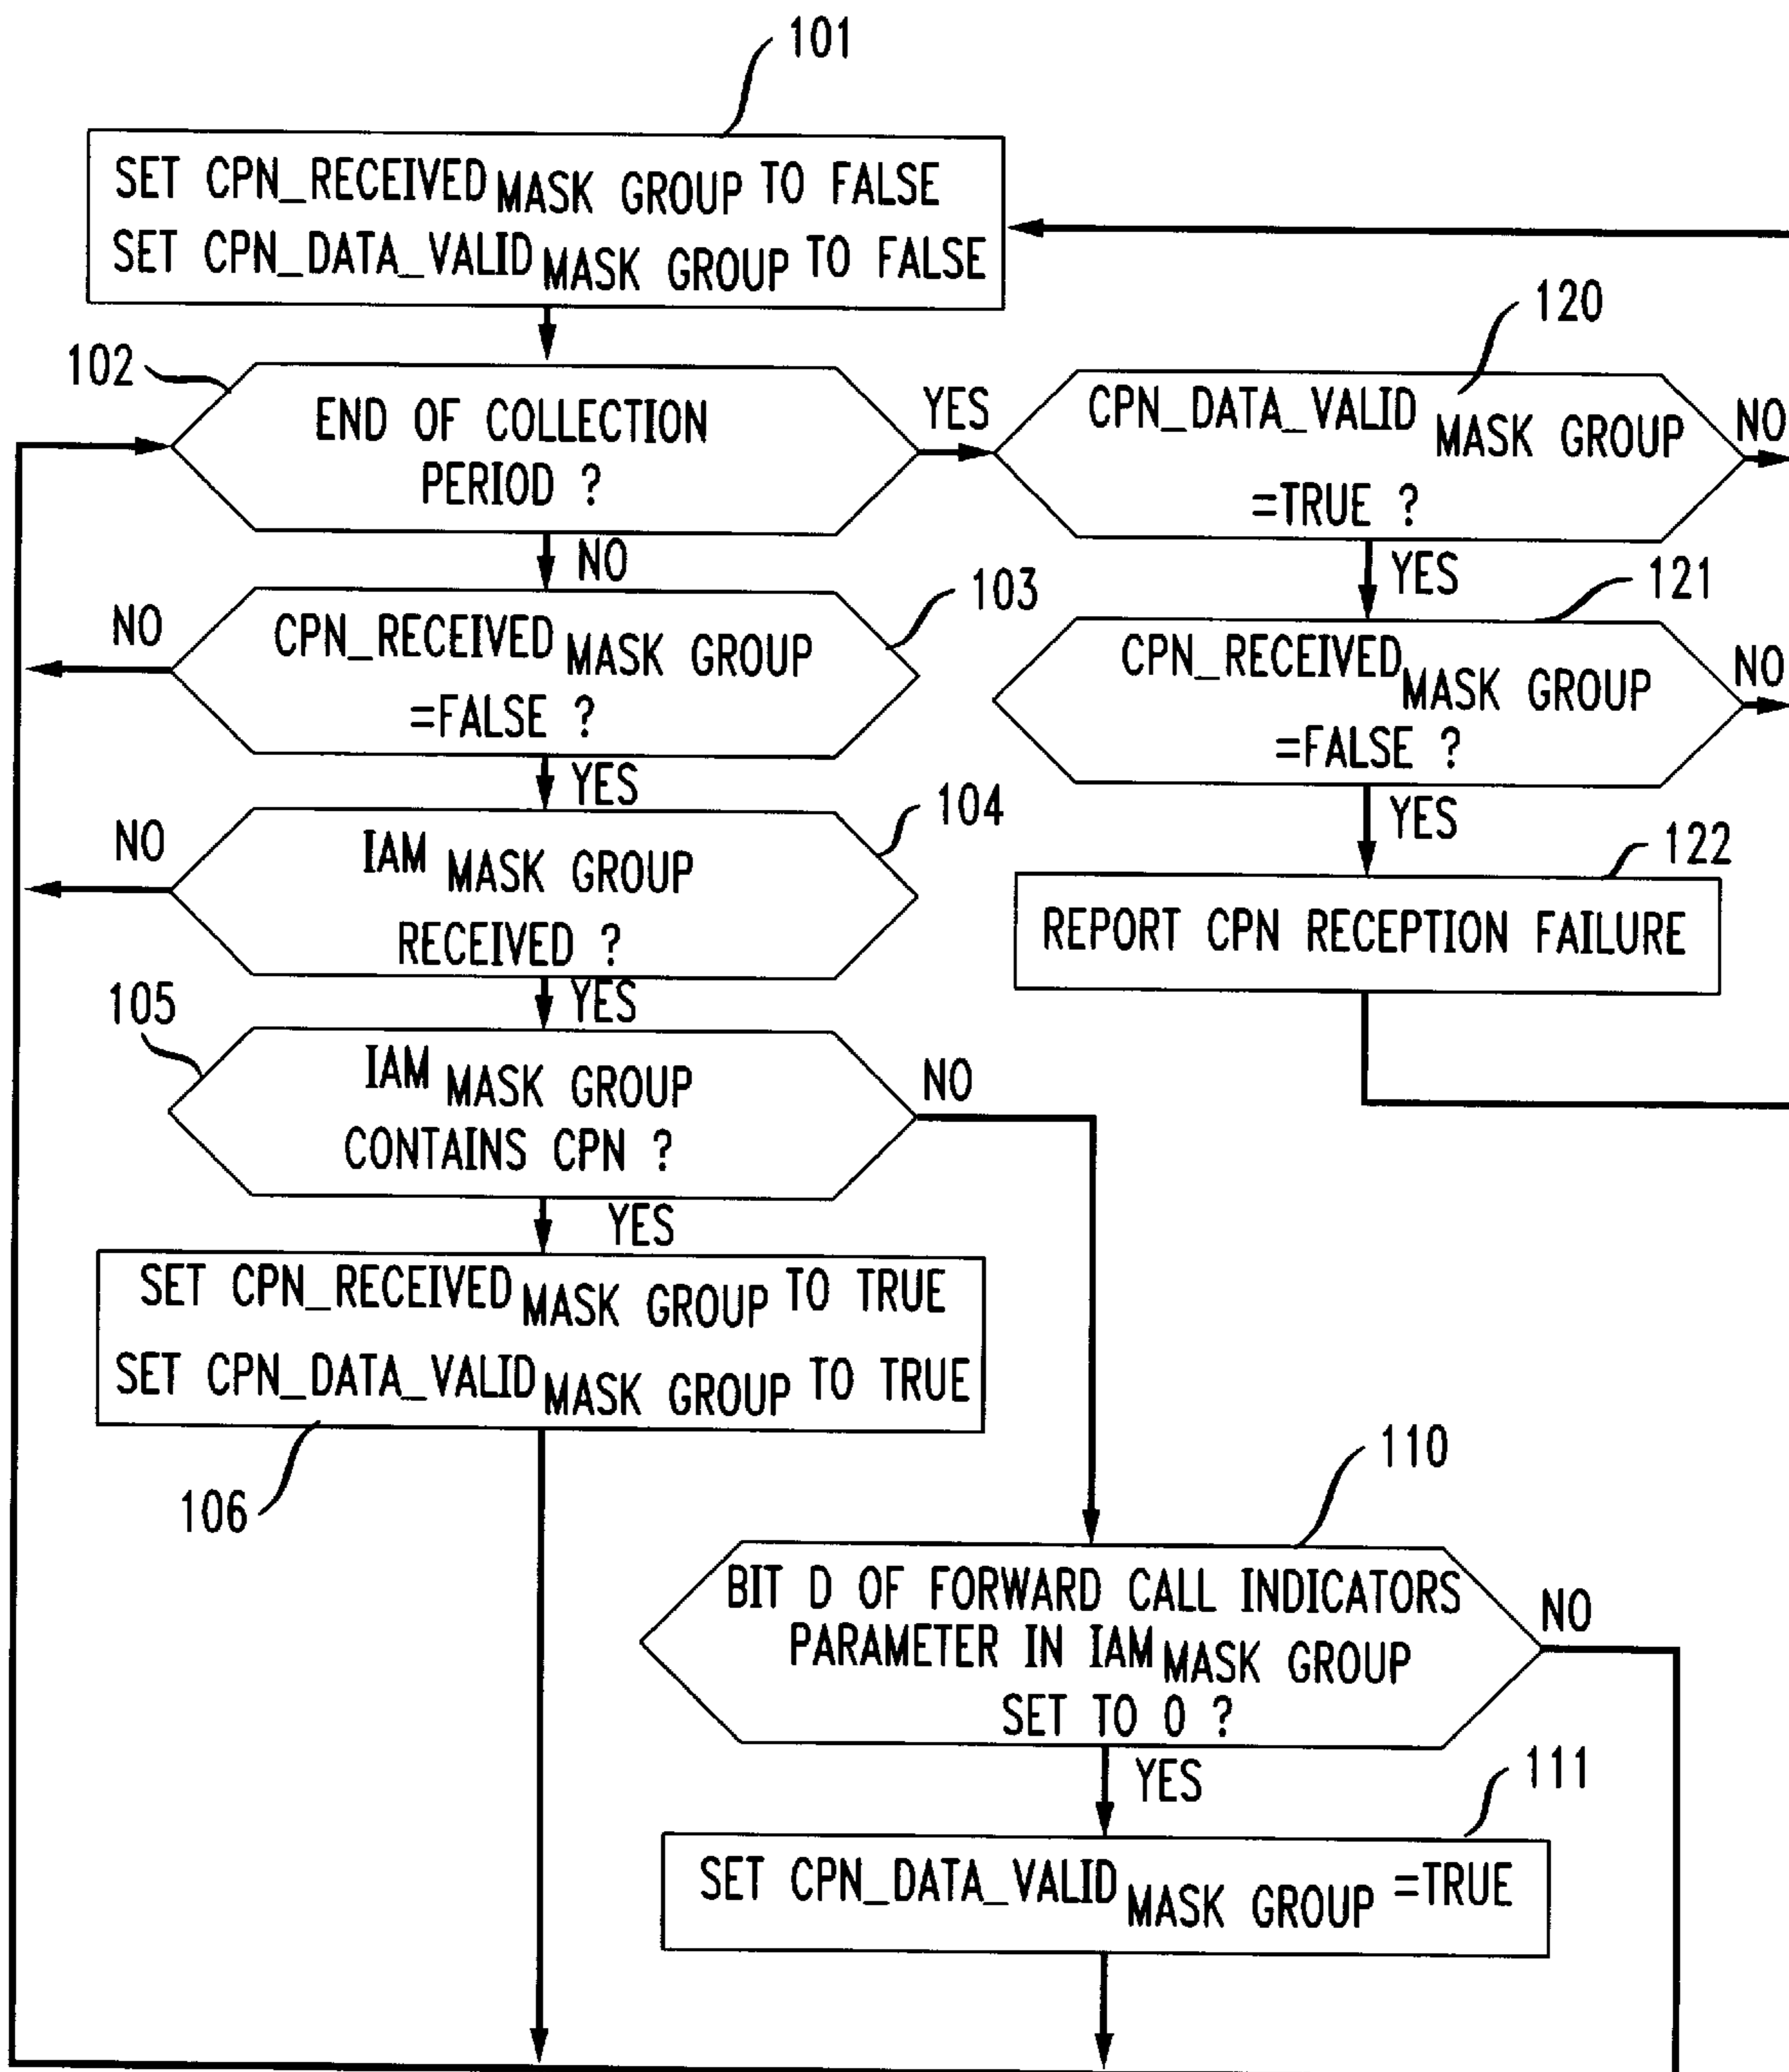 101
SET CPN_RECEIVED MASK GROUP TO FALSE
SET CPN_DATA_VALID MASK GROUP TO FALSE
102
END OF COLLECTION
PERIOD ?
YES
120
CPN_DATA_VALID MASK GROUP
=TRUE ?
NO
NO
YES
103
CPN_RECEIVED MASK GROUP
=FALSE ?
NO
121
CPN_RECEIVED MASK GROUP
=FALSE ?
NO
YES
YES
104
IAM MASK GROUP
RECEIVED ?
NO
122
REPORT CPN RECEPTION FAILURE
YES
105
IAM MASK GROUP
CONTAINS CPN ?
NO
YES
SET CPN_RECEIVED MASK GROUP TO TRUE
SET CPN_DATA_VALID MASK GROUP TO TRUE
106
110
BIT D OF FORWARD CALL INDICATORS
PARAMETER IN IAM MASK GROUP
SET TO 0 ?
NO
YES
111
SET CPN_DATA_VALID MASK GROUP =TRUE